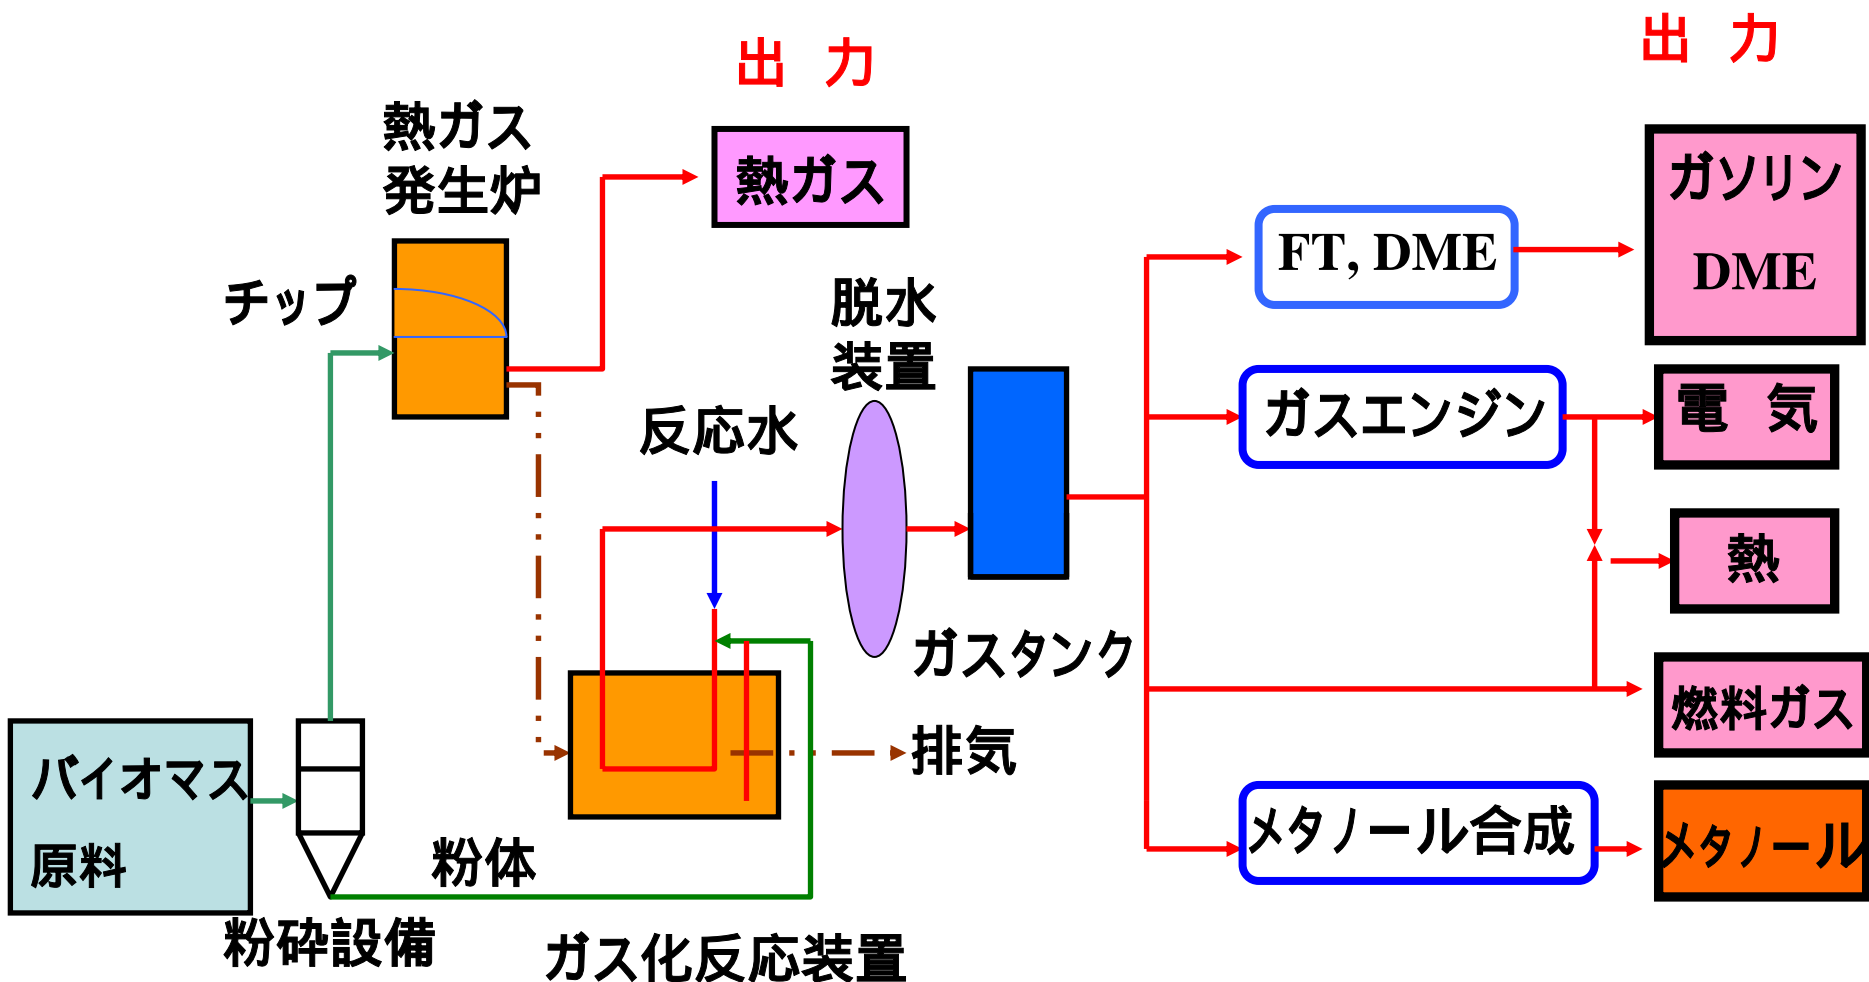 出 力
出 力
熱ガス
発生炉
熱ガス
ガソリン
DME
FT, DME
チップ
脱水
装置
反応水
ガスエンジン
電 気
熱
ガスタンク
燃料ガス
排気
バイオマス
原料
メタノール合成
メタノール
粉体
粉砕設備
ガス化反応装置